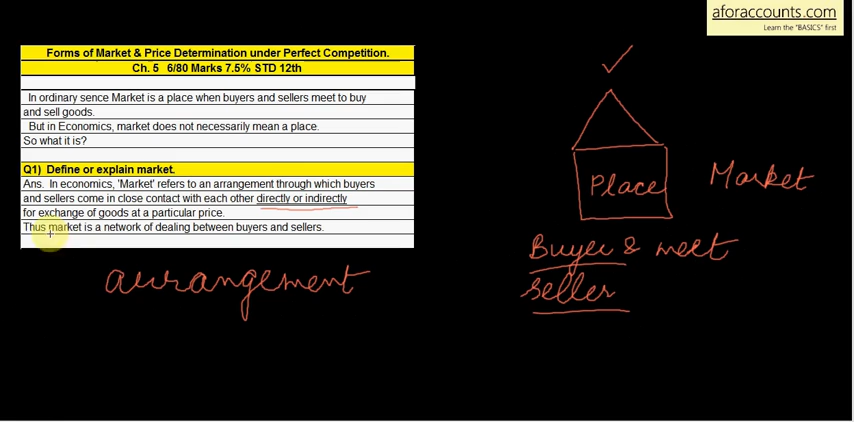 aforaccounts.com
Learn the "BASICS" first
Forms of Market & Price Determination under Perfect Competition.
Ch. 5 6/80 Marks 7.5% STD 12th
In ordinary sence Market is a place when buyers and sellers meet to buy
and sell goods.
But in Economics, market does not necessarily mean a place.
So what it is?
Q1) Define or explain market.
Ans. In economics, 'Market' refers to an arrangement through which buyers
and sellers come in close contact with each other directly or indirectly
for exchange of goods at a particular price.
Thus market is a network of dealing between buyers and sellers.
arrangement
Place
Market
Buyer & meet
seller